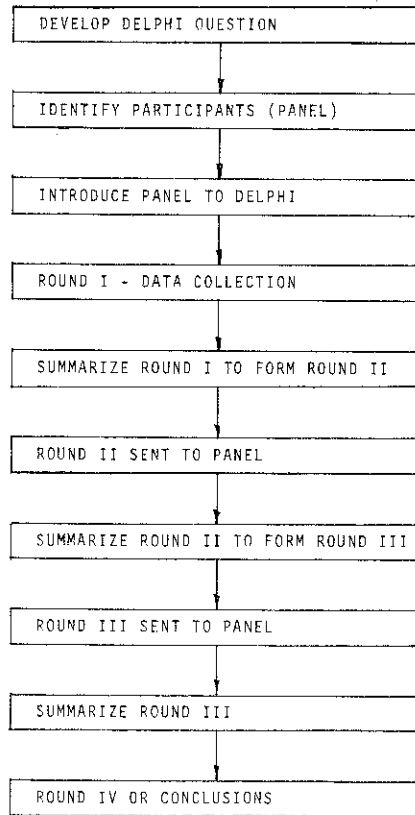 DEVELOP DELPHI QUESTION
IDENTIFY PARTICIPANTS (PANEL)
INTRODUCE PANEL TO DELPHI
ROUND I - DATA COLLECTION
SUMMARIZE ROUND I TO FORM ROUND II
ROUND II SENT TO PANEL
SUMMARIZE ROUND II TO FORM ROUND III
ROUND III SENT TO PANEL
SUMMARIZE ROUND III
ROUND IV OR CONCLUSIONS